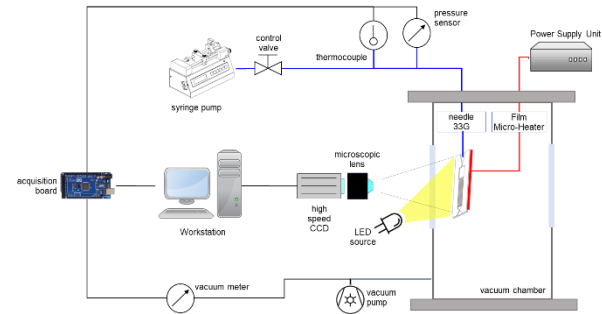 pressure
sensor
control
valve
thermocouple
Power Supply Unit
syringe pump
needle
33G
Film
Micro-Heater
microscopic
lens
acquisition
board
Workstation
high
speed
CCD
LED
source
vacuum meter
vacuum
pump
vacuum chamber